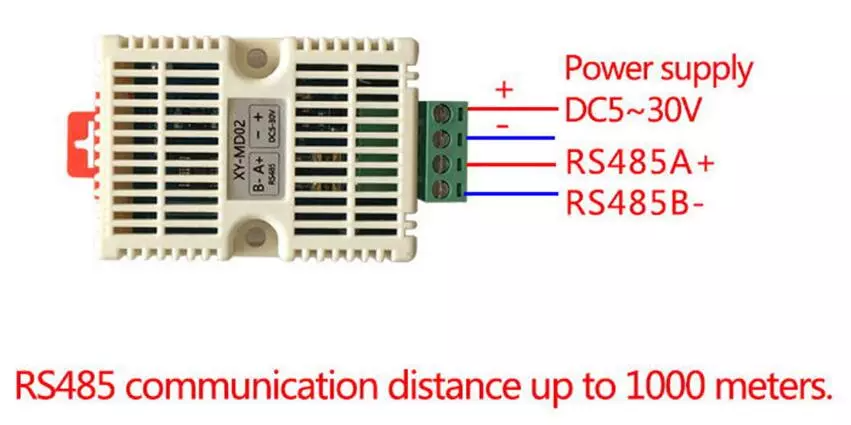 +
Power supply
DC5~30V
-
RS485A+
RS485B-
XY-MD02
B- A+ - +
RS485 DC5-30V
RS485 communication distance up to 1000 meters.